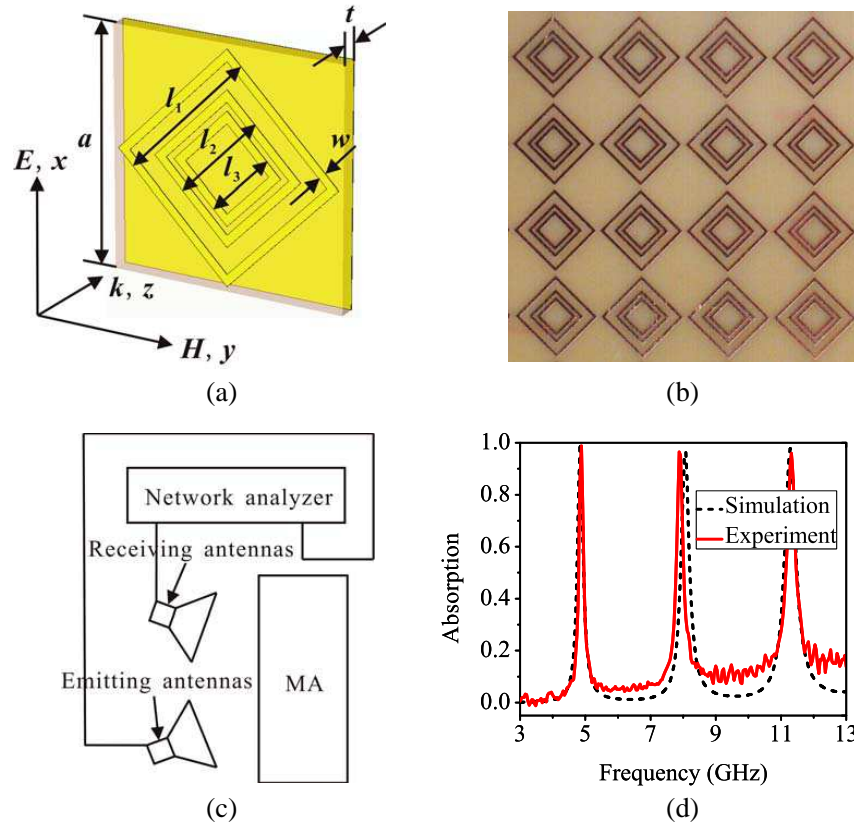 t
l1
a
l2
w
l3
E, x
k, z
H, y
(a)
(b)
Network analyzer
Receiving antennas
Emitting antennas
MA
(c)
1.0
0.8
0.6
0.4
0.2
0.0
Absorption
Simulation
Experiment
3 5 7 9 11 13
Frequency (GHz)
(d)